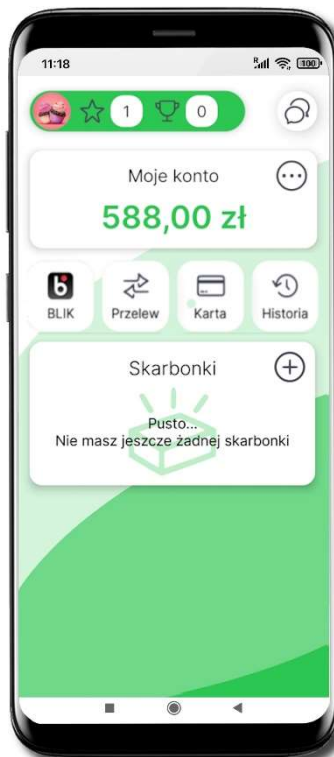 11:18
R
100
1
0
Moje konto
588,00 zł
b
BLIK
Przelew
Karta
Historia
Skarbonki
Pusto...
Nie masz jeszcze żadnej skarbonki